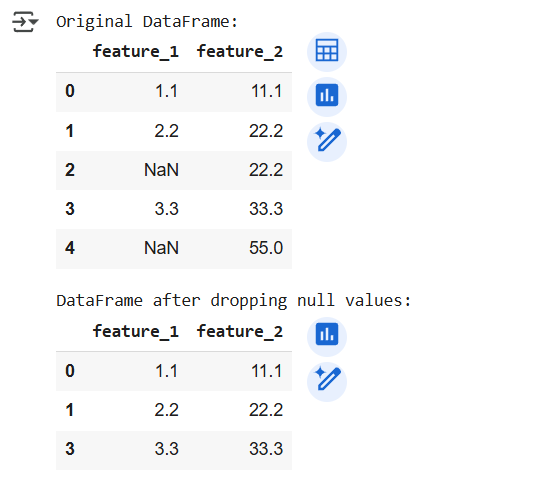 Original DataFrame:
feature_1 feature_2
0 1.1 11.1
1 2.2 22.2
2 NaN 22.2
3 3.3 33.3
4 NaN 55.0
DataFrame after dropping null values:
feature_1 feature_2
0 1.1 11.1
1 2.2 22.2
3 3.3 33.3